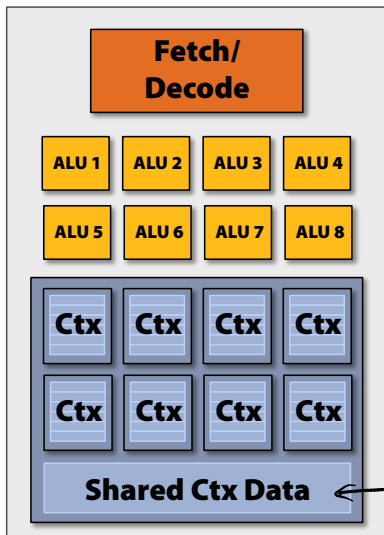 Fetch/
Decode
ALU 1 ALU 2 ALU 3 ALU 4
ALU 5 ALU 6 ALU 7 ALU 8
Ctx Ctx Ctx Ctx
Ctx Ctx Ctx Ctx
Shared Ctx Data